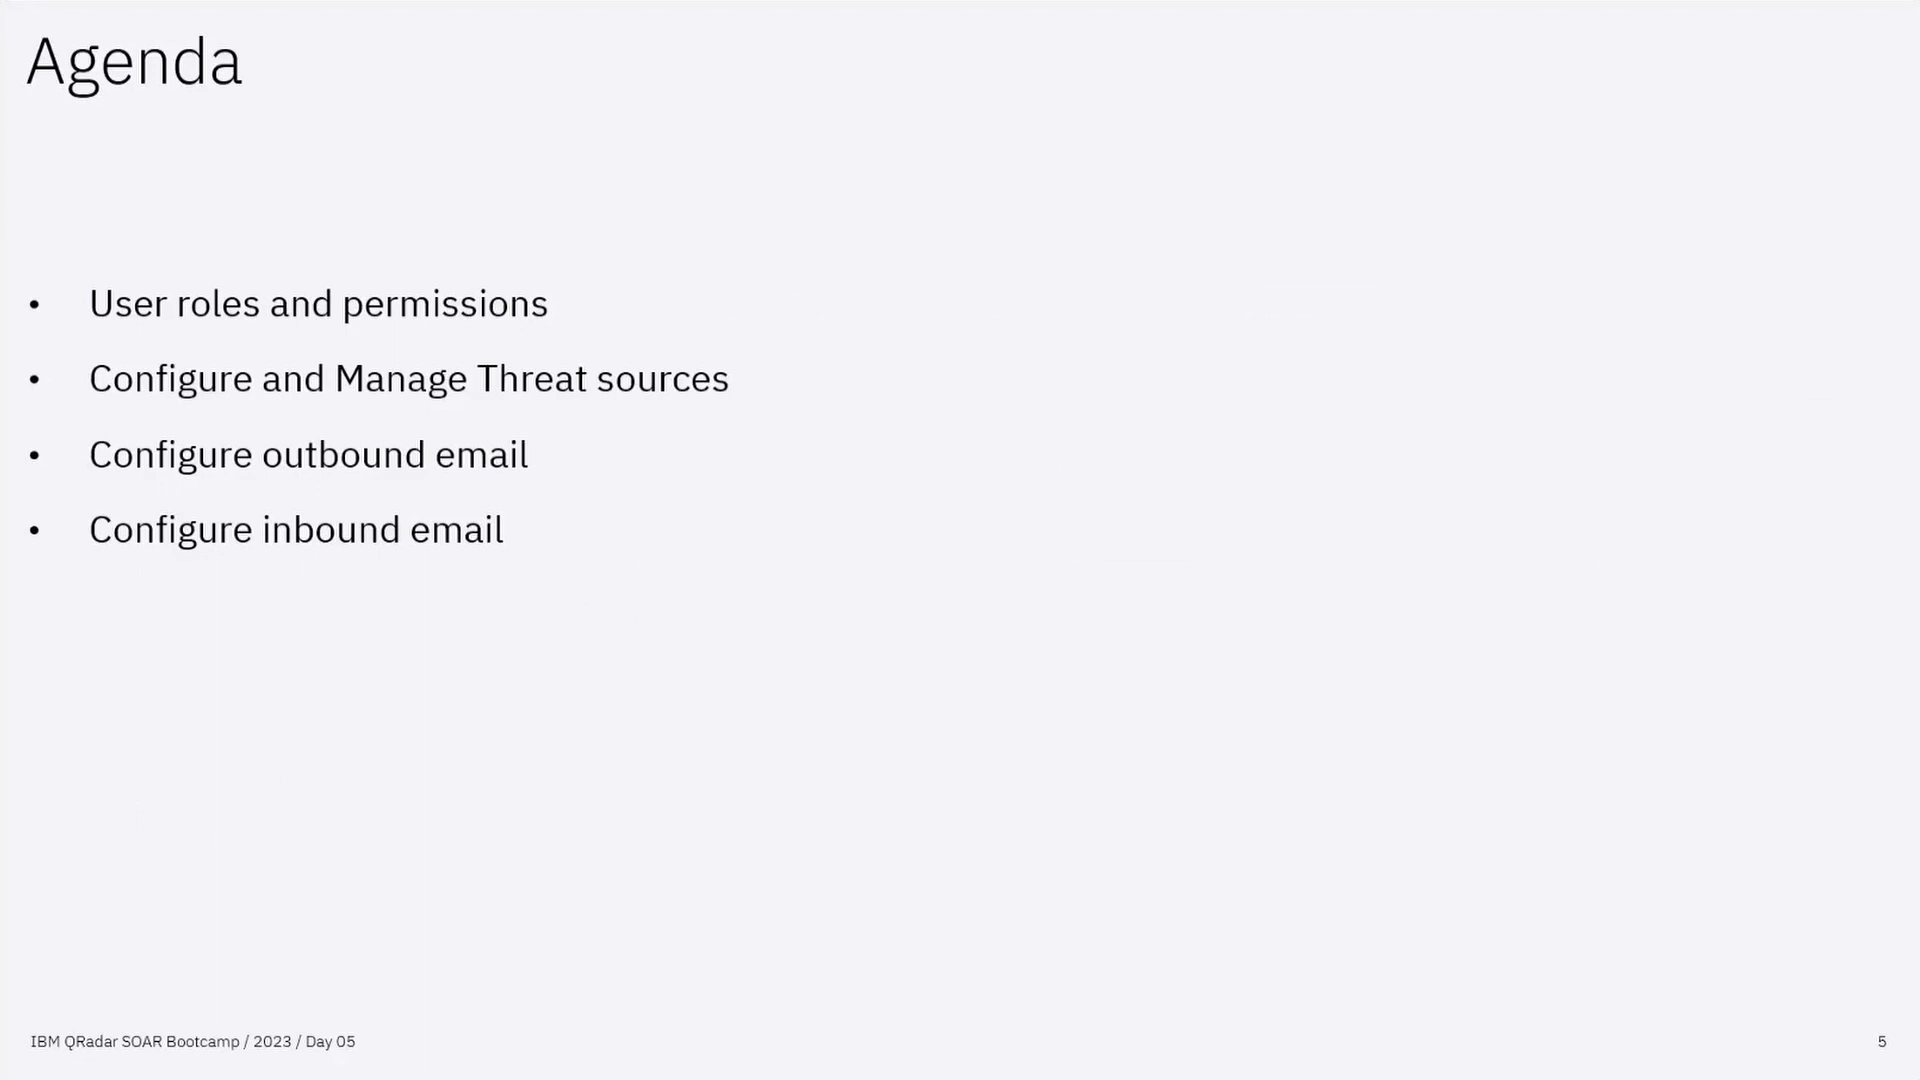 Agenda
• User roles and permissions
• Configure and Manage Threat sources
• Configure outbound email
• Configure inbound email
IBM QRadar SOAR Bootcamp / 2023 / Day 05
5